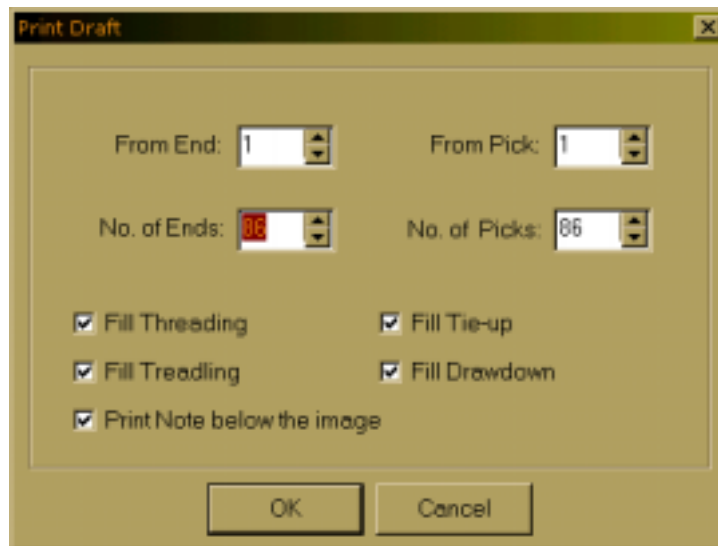 Print Draft
From End: 1 From Pick: 1
No. of Ends: 86 No. of Picks: 86
Fill Threading Fill Tie-up
Fill Treadling Fill Drawdown
Print Note below the image
OK Cancel